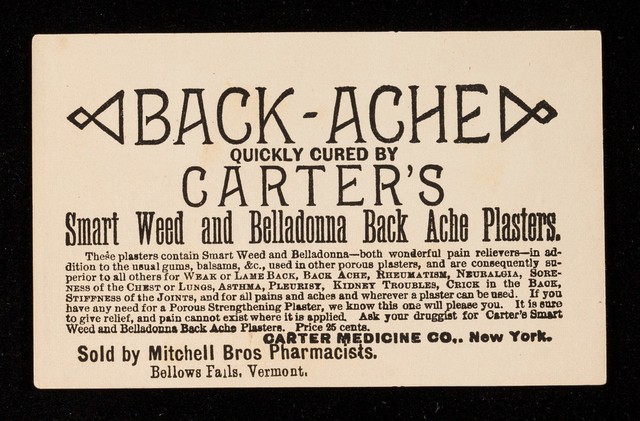 BACK-ACHE
QUICKLY CURED BY
CARTER'S
Smart Weed and Belladonna Back Ache Plasters.
These plasters contain Smart Weed and Belladonna—both wonderful pain relievers—in ad-
dition to the usual gums, balsams, &c., used in other porous plasters, and are consequently su-
perior to all others for WEAK or LAME BACK, BACK ACHE, RHEUMATISM, NEURALGIA, SORE-
NESS of the CHEST or LUNGS, ASTHMA, PLEURISY, KIDNEY TROUBLES, CRICK in the BACK,
STIFFNESS of the JOINTS, and for all pains and aches and wherever a plaster can be used. If you
have any need for a Porous Strengthening Plaster, we know this one will please you. It is sure
to give relief, and pain cannot exist where it is applied. Ask your druggist for Carter's Smart
Weed and Belladonna Back Ache Plasters. Price 25 cents.
CARTER MEDICINE CO., New York.
Sold by Mitchell Bros Pharmacists.
Bellows Falls, Vermont.